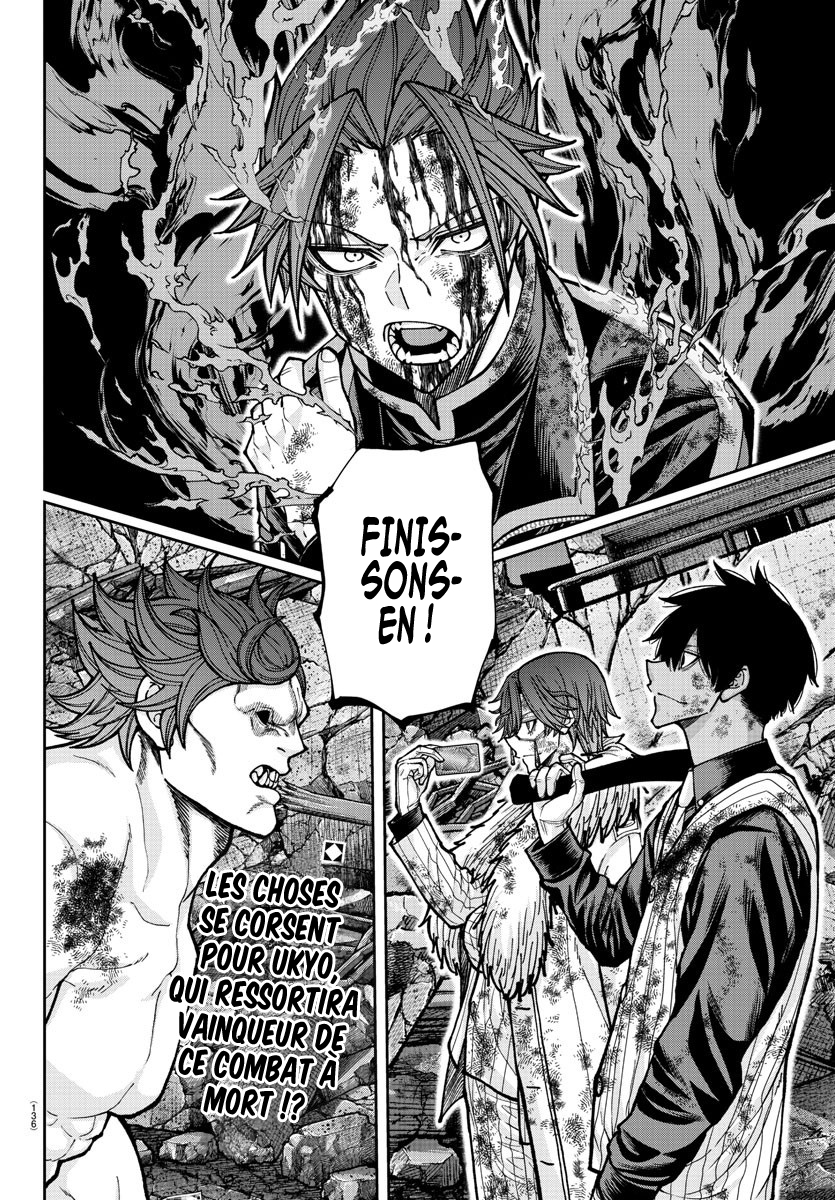 FINIS-
SONS-
EN !
LES CHOSES
SE CORSENT
POUR UKYO,
QUI RESSORTIRA
VAINQUEUR DE
CE COMBAT À
MORT !?
(136)